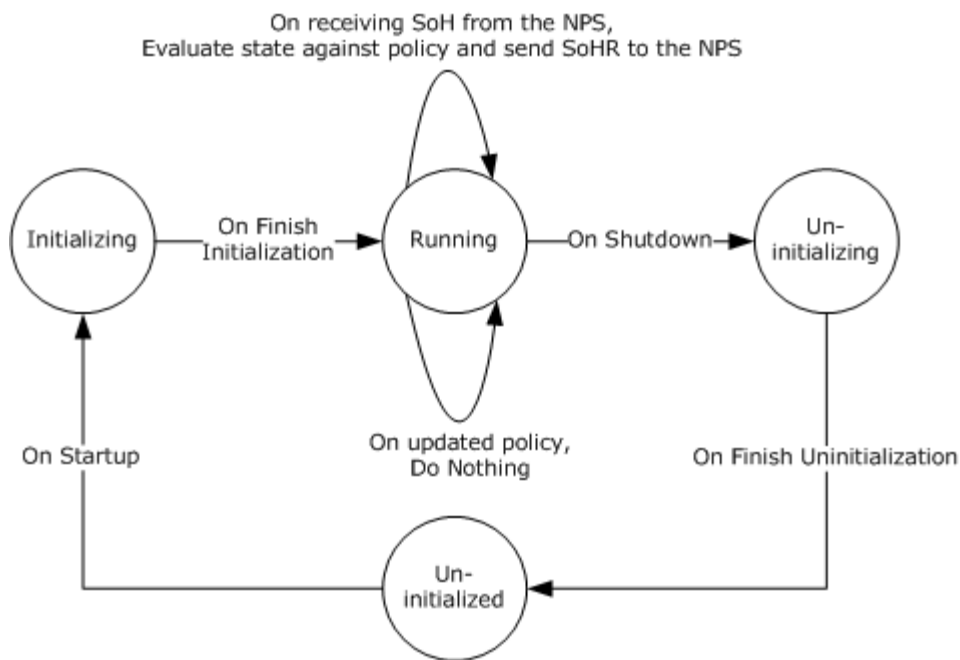 On receiving SoH from the NPS,
Evaluate state against policy and send SoHR to the NPS
Initializing
On Finish
Initialization
Running
On Shutdown
Un-
initializing
On updated policy,
Do Nothing
On Startup
On Finish Uninitialization
Un-
initialized